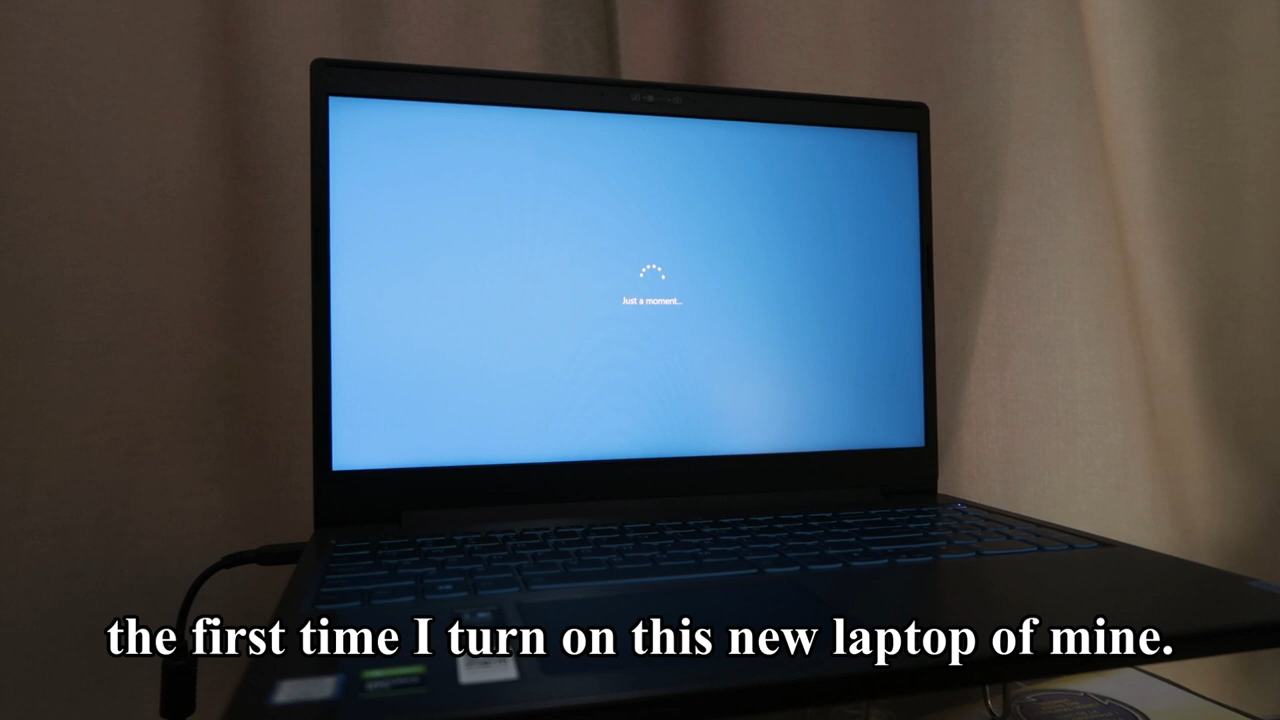 Just a moment...
the first time I turn on this new laptop of mine.